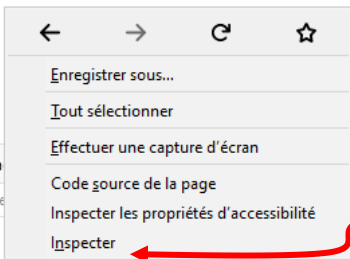 Enregistrer sous...
Tout sélectionner
Effectuer une capture d'écran
Code source de la page
Inspecter les propriétés d'accessibilité
Inspecter